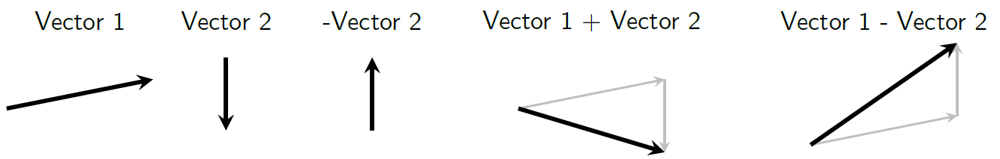 Vector 1
Vector 2
-Vector 2
Vector 1 + Vector 2
Vector 1 - Vector 2